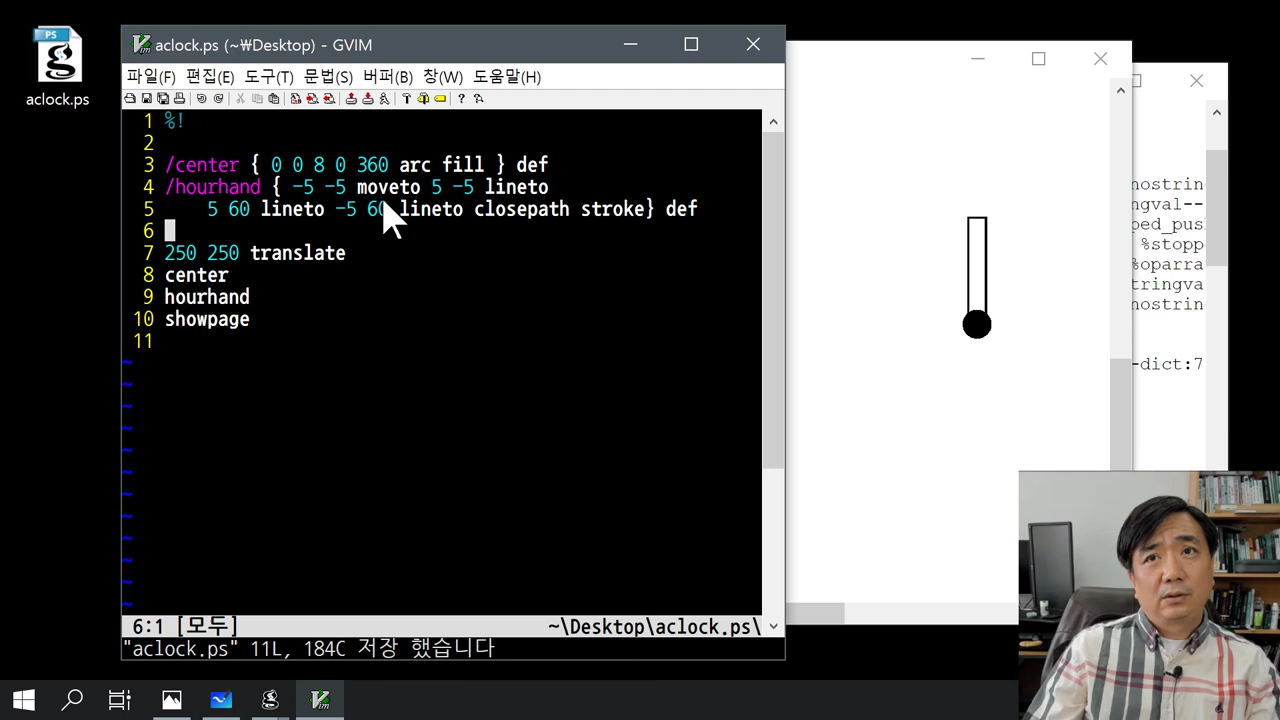 PS
aclock.ps
aclock.ps (~₩Desktop) - GVIM
파일(F) 편집(E) 도구(T) 문법(S) 버퍼(B) 창(W) 도움말(H)
1 %!
2
3 /center { 0 0 8 0 360 arc fill } def
4 /hourhand { -5 -5 moveto 5 -5 lineto
5 5 60 lineto -5 60 lineto closepath stroke} def
6
7 250 250 translate
8 center
9 hourhand
10 showpage
11
~
~
~
~
~
~
~
~
~
~
~
~
6:1 [모두] ~\Desktop\aclock.ps\
"aclock.ps" 11L, 184C 저장 했습니다
nostrin
ngval--
ped_pus
%stopp
%oparra
tringva
nostrin
-dict:7